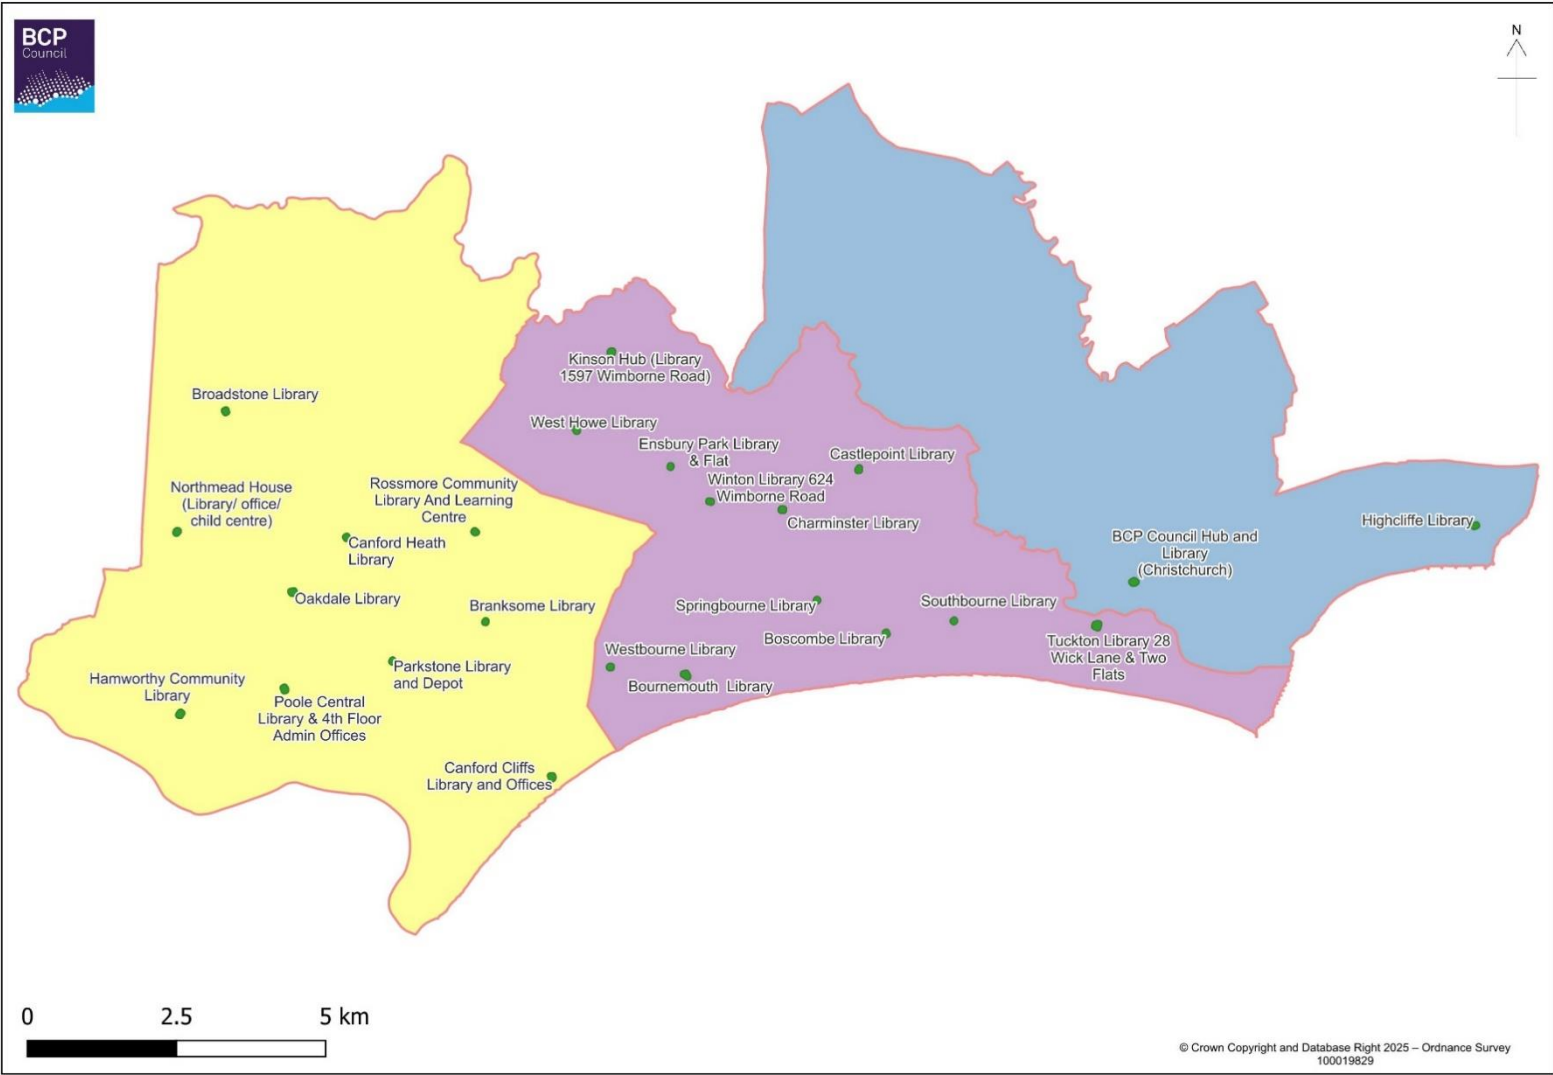 BCP
Council
N
Kinson Hub (Library
1597 Wimborne Road)
Broadstone Library
West Howe Library
Ensbury Park Library
& Flat
Castlepoint Library
Winton Library 624
Wimborne Road
Charminster Library
Northmead House
(Library/ office/
child centre)
Rossmore Community
Library And Learning
Centre
Canford Heath
Library
Highcliffe Library
BCP Council Hub and
Library
(Christchurch)
Oakdale Library
Branksome Library
Springbourne Library
Southbourne Library
Boscombe Library
Tuckton Library 28
Wick Lane & Two
Flats
Westbourne Library
Bournemouth  Library
Parkstone Library
and Depot
Hamworthy Community
Library
Poole Central
Library & 4th Floor
Admin Offices
Canford Cliffs
Library and Offices
0 2.5 5 km
© Crown Copyright and Database Right 2025 – Ordnance Survey
100019829